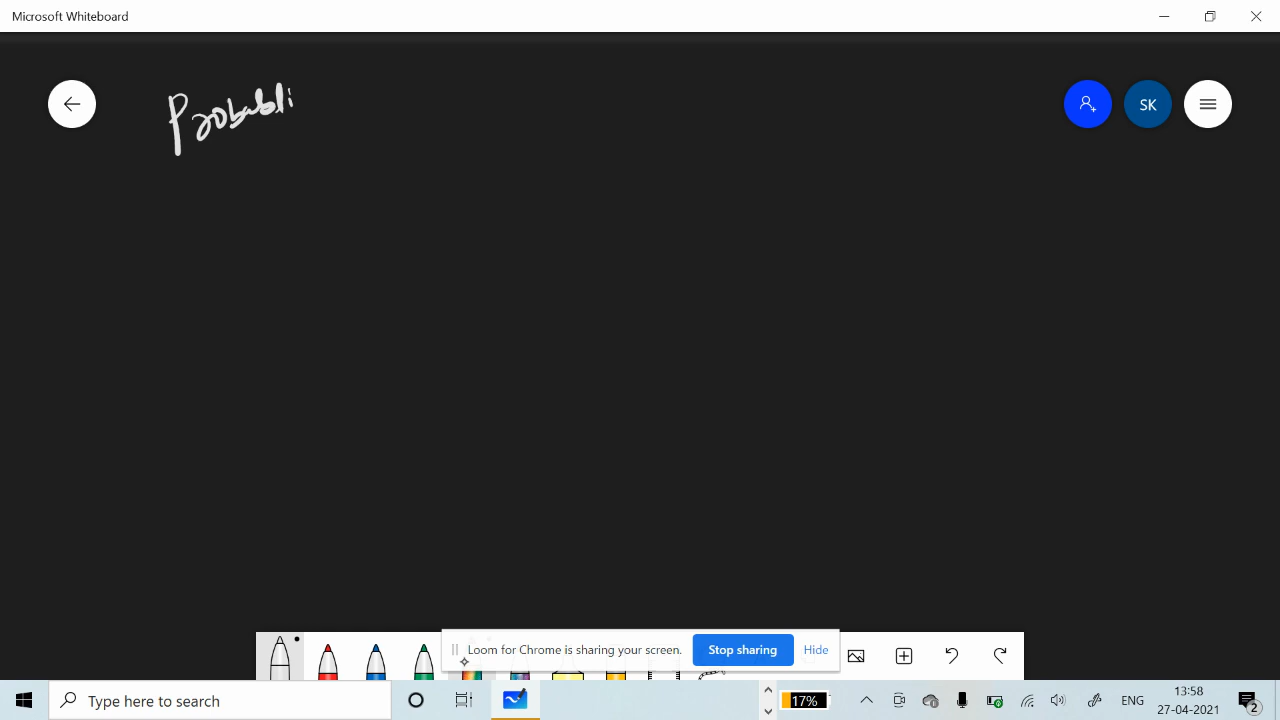 Microsoft Whiteboard
Probabli
SK
Loom for Chrome is sharing your screen.
Stop sharing
Hide
Type here to search
17%
ENG
13:58
27-04-2021
2